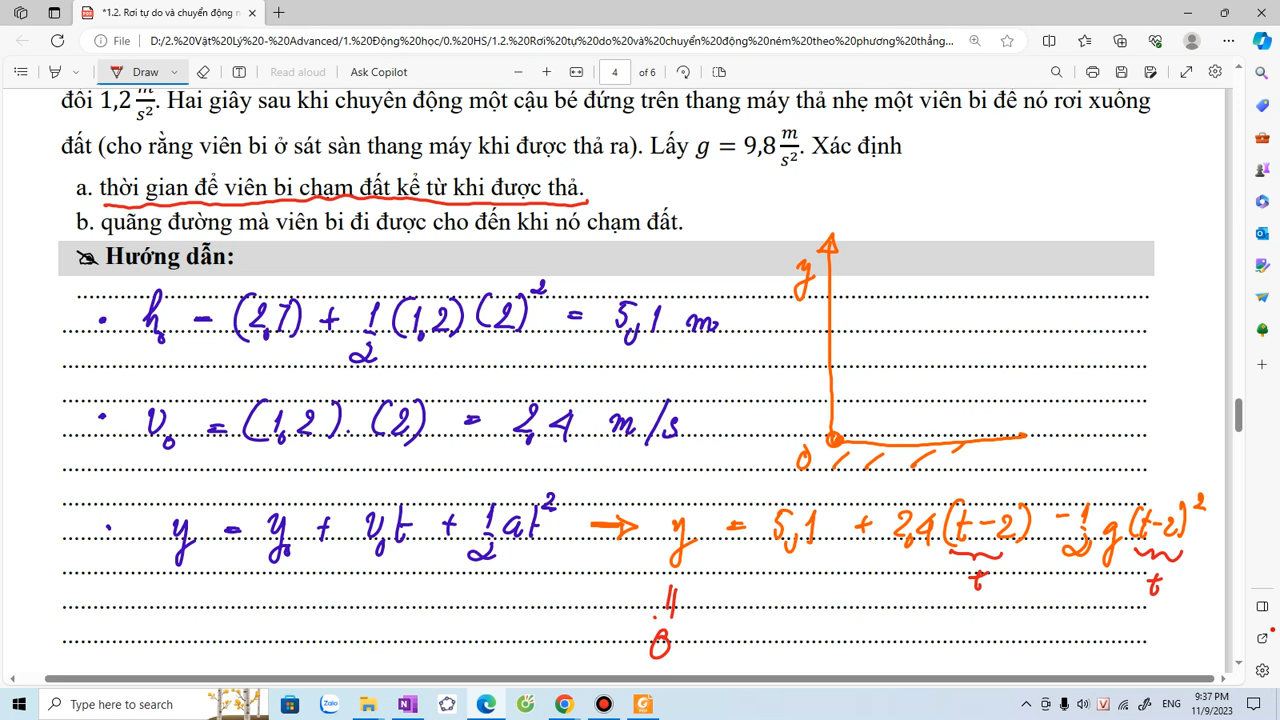 *1.2. Rơi tự do và chuyển động n
File
D:/2.%20Vật%20Lý%20-%20Advanced/1.%20Động%20học/0.%20HS/1.2.%20Rơi%20tự%20do%20và%20chuyển%20động%20ném%20theo%20phương%20thẳng%...
Draw
Read aloud
Ask Copilot
4
of 6
đôi 1,2 m/s². Hai giây sau khi chuyển động một cậu bé đứng trên thang máy thả nhẹ một viên bi để nó rơi xuông
đất (cho rằng viên bi ở sát sàn thang máy khi được thả ra). Lấy g = 9,8 m/s². Xác định
a. thời gian để viên bi chạm đất kể từ khi được thả.
b. quãng đường mà viên bi đi được cho đến khi nó chạm đất.
Hướng dẫn:
y
• h₀ - (2,7) + 1/2 (1,2) (2)² = 5,1 m
• v₀ = (1,2). (2) = 2,4 m/s
O
• y = y₀ + v₀t + 1/2 at² → y = 5,1 + 2,4 (t-2) - 1/2 g (t-2)²
t
t
0
Type here to search
Zalo
V
ENG
9:37 PM
11/9/2023